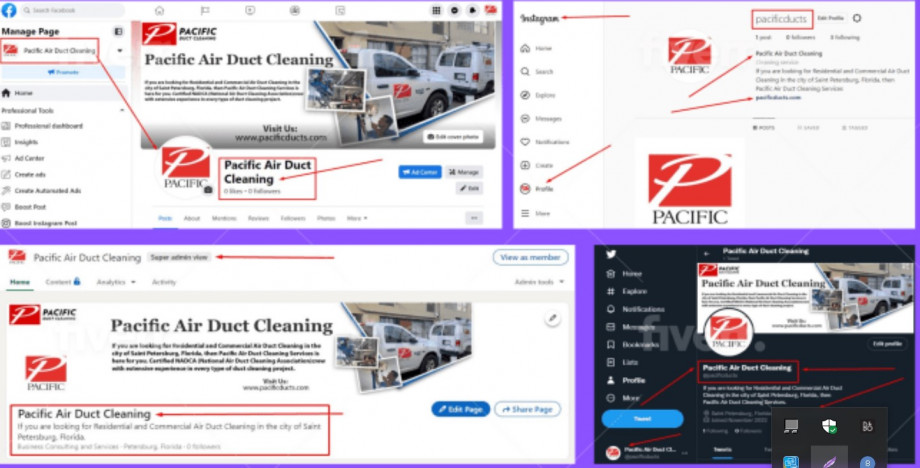 Search Facebook
Manage Page
Pacific Air Duct Cleaning
Promote
Home
Professional Tools
Professional dashboard
Insights
Ad Center
Create ads
Create Automated Ads
Boost Post
Boost Instagram Post
PACIFIC
DUCT CLEANING
Pacific Air Duct Cleaning
If you are looking for Residential and Commercial Air Duct Cleaning in the
city of Saint Petersburg, Florida, then Pacific Air Duct Cleaning Services is
here for you. Certified NADCA (National Air Duct Cleaning Association)crew
with extensive experience in every type of duct cleaning project.
Visit Us:
www.pacificducts.com
Edit cover photo
PACIFIC
Pacific Air Duct
Cleaning
0 likes • 0 followers
Ad Center
Manage
Edit
Posts
About
Mentions
Reviews
Followers
Photos
More
Instagram
Home
Search
Explore
Messages
Notifications
Create
Profile
More
pacificducts
Edit Profile
1 post
0 followers
0 following
PACIFIC
Pacific Air Duct Cleaning
If you are looking for Residential and Commercial Air Duct
Cleaning in the city of Saint Petersburg, Florida, then
Pacific Air Duct Cleaning Services
pacificducts.com
POSTS
TAGGED
PACIFIC
Pacific Air Duct Cleaning
Super admin view
View as member
Home
Content
Analytics
Activity
Admin tools
PACIFIC
DUCT CLEANING
Pacific Air Duct Cleaning
If you are looking for Residential and Commercial Air Duct Cleaning in the
city of Saint Petersburg, Florida. then Pacific Air Duct Cleaning Services is
here for you. Certified NADCA (National Air Duct Cleaning Association)crew
with extensive experience in every type of duct cleaning project.
Visit Us:
www.pacificducts.com
PACIFIC
Pacific Air Duct Cleaning
If you are looking for Residential and Commercial Air Duct Cleaning in the city of Saint
Petersburg, Florida.
Business Consulting and Services · Petersburg, Florida · 0 followers
Edit Page
Share Page
Home
Explore
Notifications
Messages
Bookmarks
Lists
Profile
More
Tweet
Pacific Air Duct Cl...
@pacificducts
Pacific Air Duct Cleaning
PACIFIC
Pacific Air Duct Cleaning
Visit Us:
www.pacificducts.com
PACIFIC
Edit profile
Pacific Air Duct Cleaning
@pacificducts
If you are looking for Residential and Commercial Air Duct
Cleaning in the city of Saint Petersburg, Florida, then
Pacific Air Duct Cleaning Services.
Saint Petersburg,
Joined November 2022
0 Following
Tweets